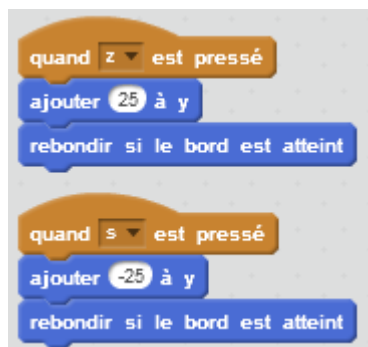 quand z est pressé
ajouter 25 à y
rebondir si le bord est atteint
quand s est pressé
ajouter -25 à y
rebondir si le bord est atteint